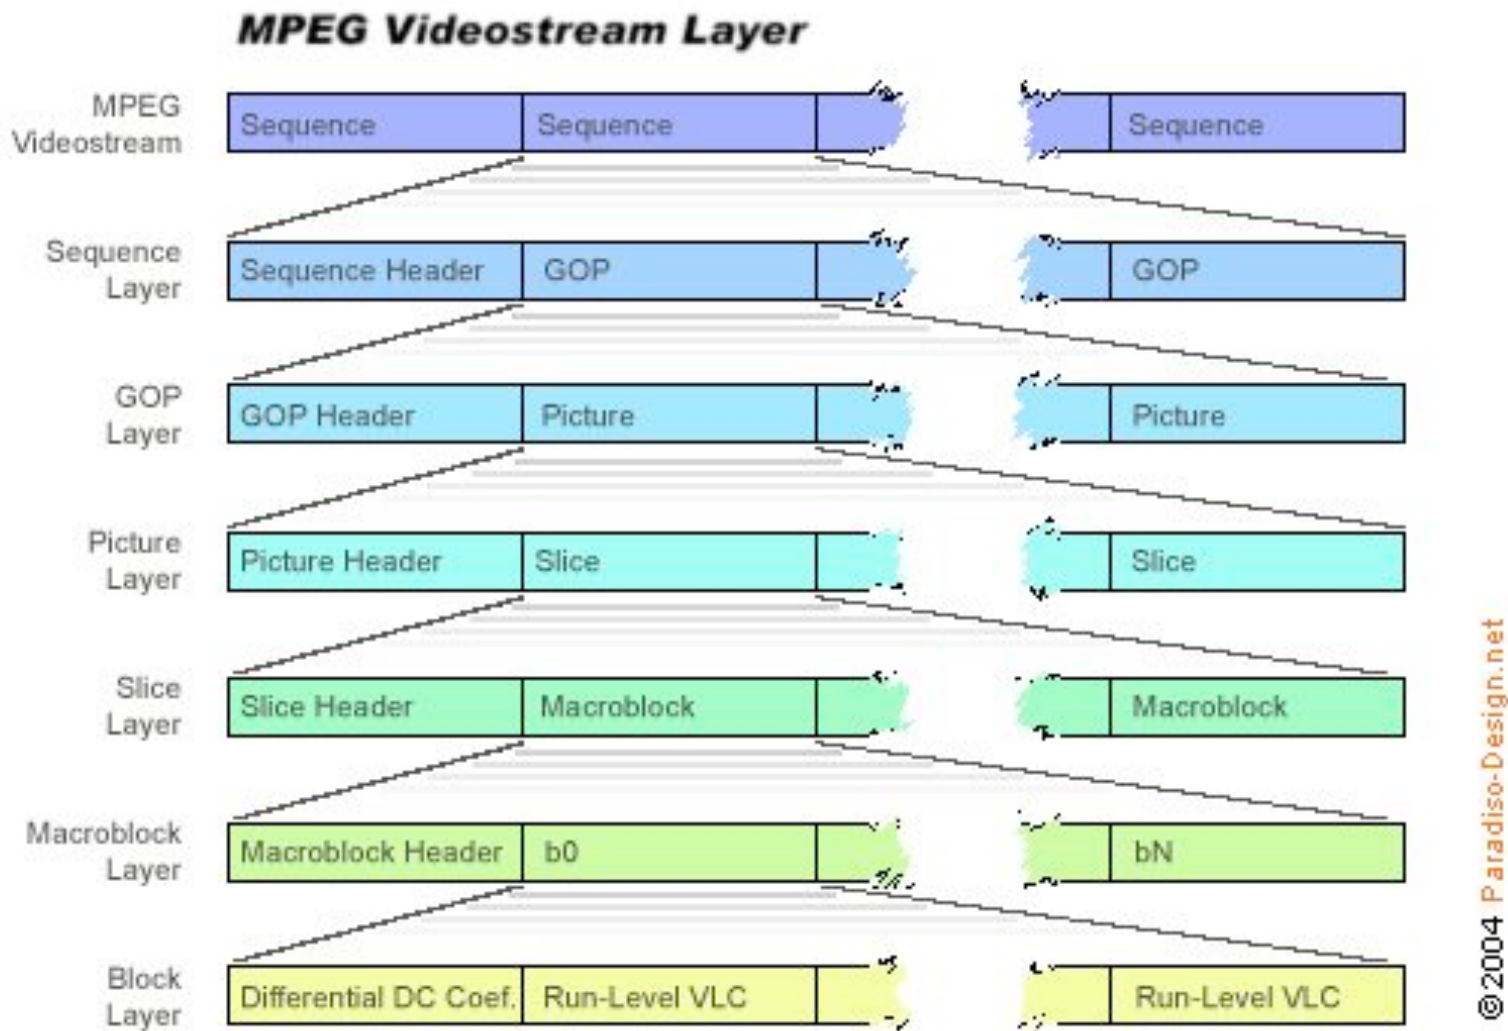 MPEG Videostream Layer
MPEG
Videostream
Sequence Sequence Sequence
Sequence
Layer
Sequence Header GOP GOP
GOP
Layer
GOP Header Picture Picture
Picture
Layer
Picture Header Slice Slice
Slice
Layer
Slice Header Macroblock Macroblock
Macroblock
Layer
Macroblock Header b0 bN
Block
Layer
Differential DC Coef. Run-Level VLC Run-Level VLC
©2004 Paradiso-Design.net